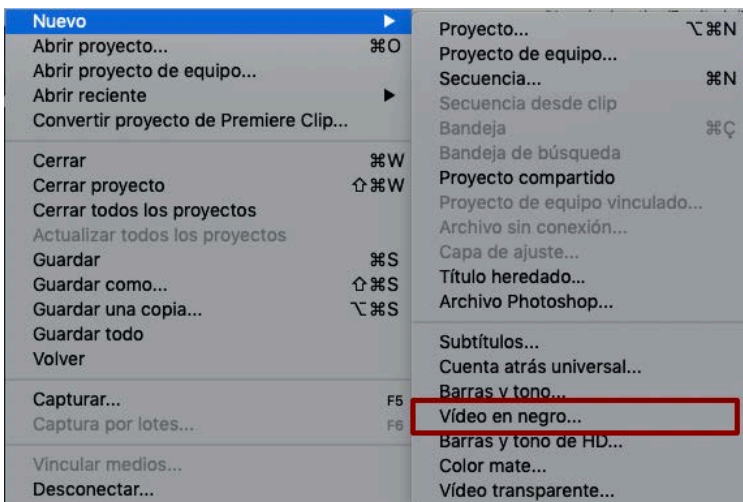 Nuevo ▶
Abrir proyecto... ⌘O
Abrir proyecto de equipo...
Abrir reciente ▶
Convertir proyecto de Premiere Clip...
Cerrar ⌘W
Cerrar proyecto ⇧⌘W
Cerrar todos los proyectos
Actualizar todos los proyectos
Guardar ⌘S
Guardar como... ⇧⌘S
Guardar una copia... ⌥⌘S
Guardar todo
Volver
Capturar... F5
Captura por lotes... F6
Vincular medios...
Desconectar...
Proyecto... ⌥⌘N
Proyecto de equipo...
Secuencia... ⌘N
Secuencia desde clip
Bandeja ⌘Ç
Bandeja de búsqueda
Proyecto compartido
Proyecto de equipo vinculado...
Archivo sin conexión...
Capa de ajuste...
Título heredado...
Archivo Photoshop...
Subtítulos...
Cuenta atrás universal...
Barras y tono...
Vídeo en negro...
Barras y tono de HD...
Color mate...
Vídeo transparente...